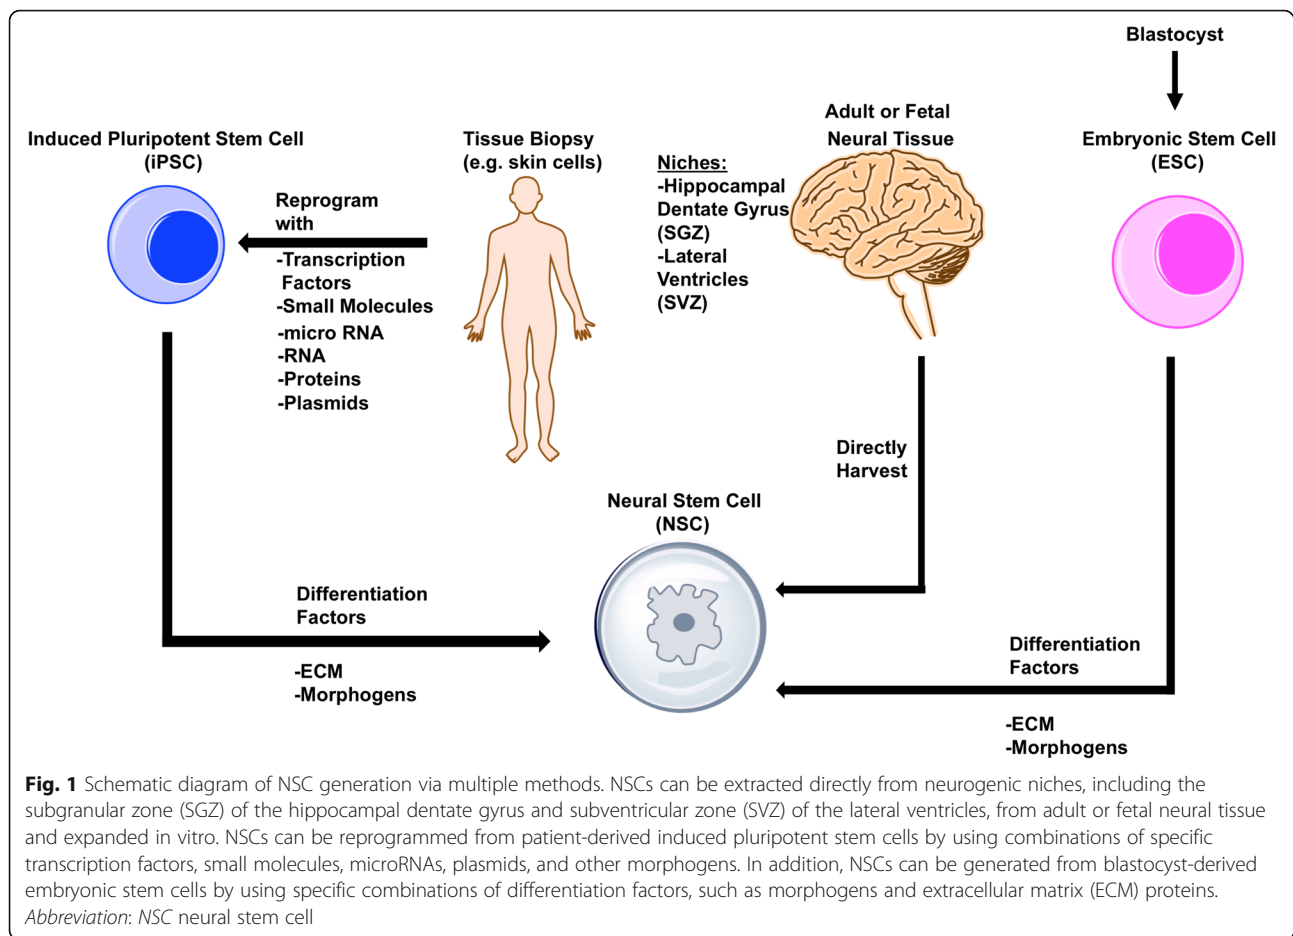 Blastocyst
Induced Pluripotent Stem Cell
(iPSC)
Reprogram
with
-Transcription
Factors
-Small Molecules
-micro RNA
-RNA
-Proteins
-Plasmids
Tissue Biopsy
(e.g. skin cells)
Niches:
-Hippocampal
Dentate Gyrus
(SGZ)
-Lateral
Ventricles
(SVZ)
Adult or Fetal
Neural Tissue
Embryonic Stem Cell
(ESC)
Directly
Harvest
Neural Stem Cell
(NSC)
Differentiation
Factors
-ECM
-Morphogens
Differentiation
Factors
-ECM
-Morphogens
Fig. 1 Schematic diagram of NSC generation via multiple methods. NSCs can be extracted directly from neurogenic niches, including the
subgranular zone (SGZ) of the hippocampal dentate gyrus and subventricular zone (SVZ) of the lateral ventricles, from adult or fetal neural tissue
and expanded in vitro. NSCs can be reprogrammed from patient-derived induced pluripotent stem cells by using combinations of specific
transcription factors, small molecules, microRNAs, plasmids, and other morphogens. In addition, NSCs can be generated from blastocyst-derived
embryonic stem cells by using specific combinations of differentiation factors, such as morphogens and extracellular matrix (ECM) proteins.
Abbreviation: NSC neural stem cell